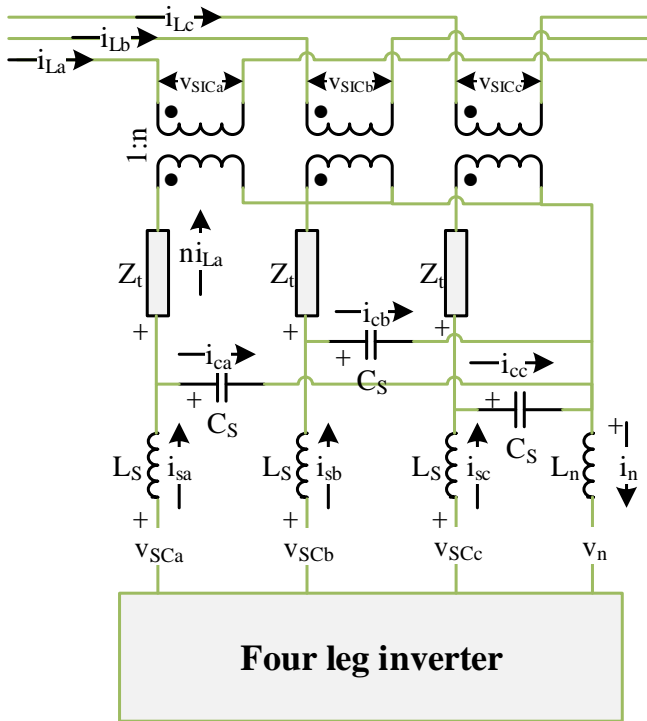 i_Lc
i_Lb
i_La
v_SICa v_SICb v_SICc
1:n
ni_La
Z_t Z_t Z_t
+ + +
i_cb
+
C_S
i_ca
+
C_S
i_cc
+
C_S
+
L_S i_sa L_S i_sb L_S i_sc L_n i_n
+ + +
v_SCa v_SCb v_SCc v_n
Four leg inverter